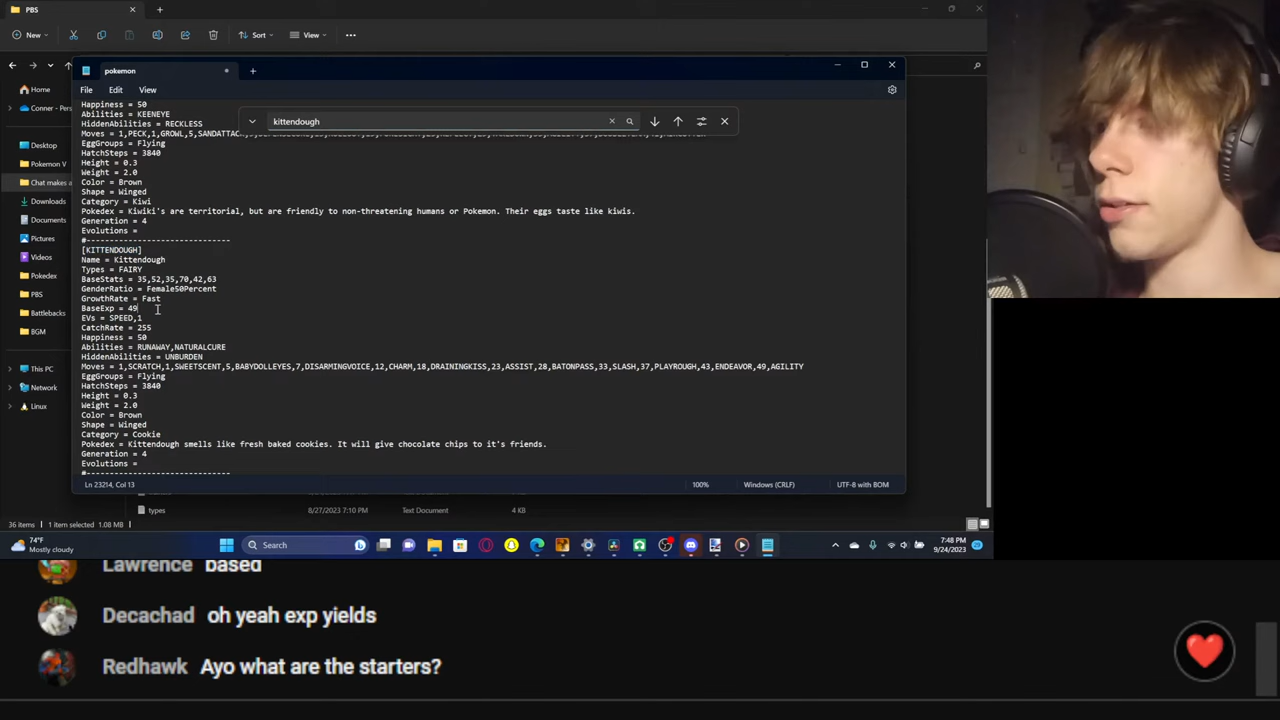 PBS
New
Sort
View
Home
Conner - Pers
Desktop
Pokemon V
Chat makes a
Downloads
Documents
Pictures
Videos
Pokedex
PBS
Battlebacks
BGM
This PC
Network
Linux
pokemon
File Edit View
kittendough
Happiness = 50
Abilities = KEENEYE
HiddenAbilities = RECKLESS
Moves = 1,PECK,1,GROWL,5,SANDATTACK
EggGroups = Flying
HatchSteps = 3840
Height = 0.3
Weight = 2.0
Color = Brown
Shape = Winged
Category = Kiwi
Pokedex = Kiwiki's are territorial, but are friendly to non-threatening humans or Pokemon. Their eggs taste like kiwis.
Generation = 4
Evolutions =
#-------------------------------
[KITTENDOUGH]
Name = Kittendough
Types = FAIRY
BaseStats = 35,52,35,70,42,63
GenderRatio = Female50Percent
GrowthRate = Fast
BaseExp = 49
EVs = SPEED,1
CatchRate = 255
Happiness = 50
Abilities = RUNAWAY,NATURALCURE
HiddenAbilities = UNBURDEN
Moves = 1,SCRATCH,1,SWEETSCENT,5,BABYDOLLEYES,7,DISARMINGVOICE,12,CHARM,18,DRAININGKISS,23,ASSIST,28,BATONPASS,33,SLASH,37,PLAYROUGH,43,ENDEAVOR,49,AGILITY
EggGroups = Flying
HatchSteps = 3840
Height = 0.3
Weight = 2.0
Color = Brown
Shape = Winged
Category = Cookie
Pokedex = Kittendough smells like fresh baked cookies. It will give chocolate chips to it's friends.
Generation = 4
Evolutions =
#-------------------------------
Ln 23214, Col 13
100%
Windows (CRLF)
UTF-8 with BOM
types
8/27/2023 7:10 PM
Text Document
4 KB
36 items
1 item selected 1.08 MB
74°F
Mostly cloudy
Search
7:48 PM
9/24/2023
Lawrence based
Decachad oh yeah exp yields
Redhawk Ayo what are the starters?